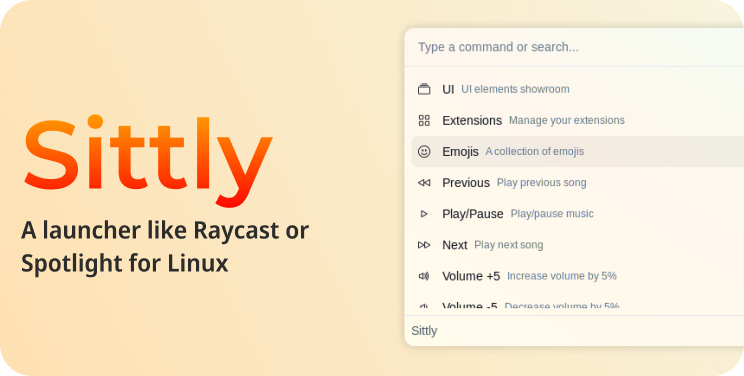 Sittly
A launcher like Raycast or
Spotlight for Linux
Type a command or search...
UI UI elements showroom
Extensions Manage your extensions
Emojis A collection of emojis
Previous Play previous song
Play/Pause Play/pause music
Next Play next song
Volume +5 Increase volume by 5%
Volume -5 Decrease volume by 5%
Sittly